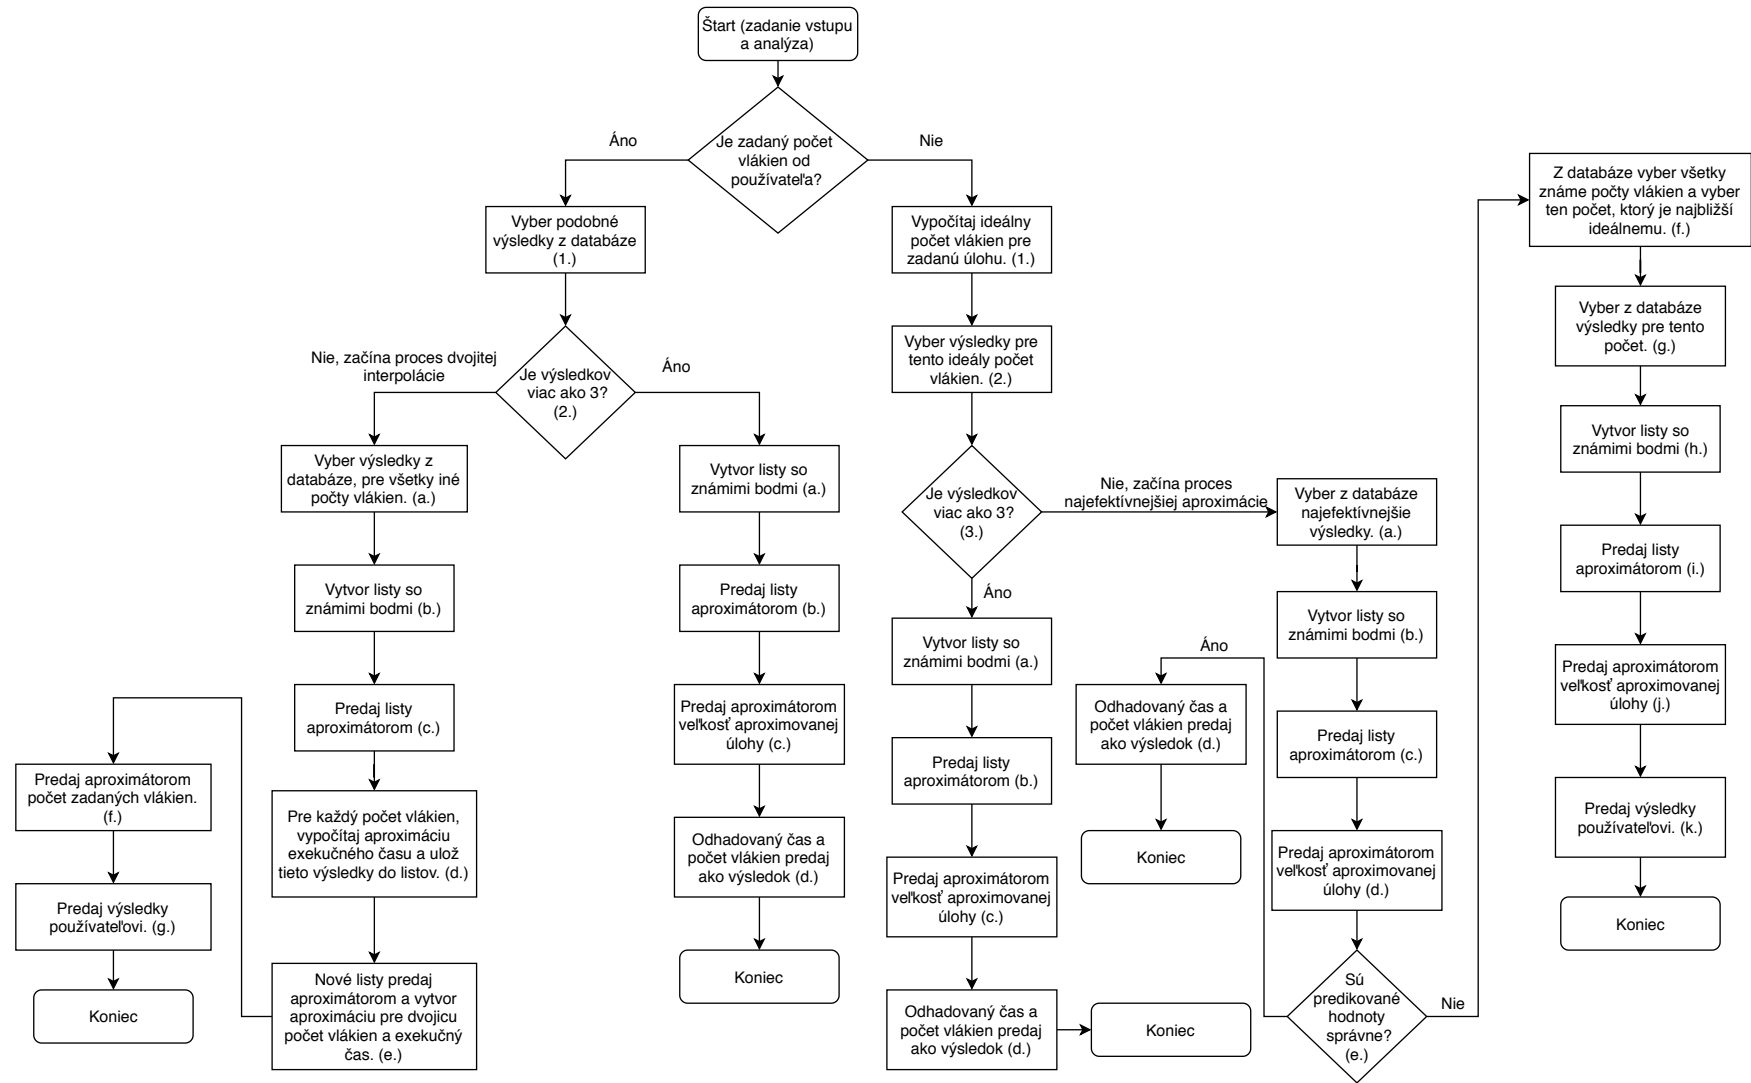 Štart (zadanie vstupu
a analýza)
Je zadaný počet
vlákien od
používateľa?
Áno
Nie
Vyber podobné
výsledky z databáze
(1.)
Je výsledkov
viac ako 3?
(2.)
Nie, začína proces dvojitej
interpolácie
Áno
Vyber výsledky z
databáze, pre všetky iné
počty vlákien. (a.)
Vytvor listy so
známimi bodmi (b.)
Predaj listy
aproximátorom (c.)
Pre každý počet vlákien,
vypočítaj aproximáciu
exekučného času a ulož
tieto výsledky do listov. (d.)
Nové listy predaj
aproximátorom a vytvor
aproximáciu pre dvojicu
počet vlákien a exekučný
čas. (e.)
Predaj aproximátorom
počet zadaných vlákien.
(f.)
Predaj výsledky
používateľovi. (g.)
Koniec
Vytvor listy so
známimi bodmi (a.)
Predaj listy
aproximátorom (b.)
Predaj aproximátorom
veľkosť aproximovanej
úlohy (c.)
Odhadovaný čas a
počet vlákien predaj
ako výsledok (d.)
Koniec
Vypočítaj ideálny
počet vlákien pre
zadanú úlohu. (1.)
Vyber výsledky pre
tento ideály počet
vlákien. (2.)
Je výsledkov
viac ako 3?
(3.)
Nie, začína proces
najefektívnejšiej aproximácie
Áno
Vytvor listy so
známimi bodmi (a.)
Predaj listy
aproximátorom (b.)
Predaj aproximátorom
veľkosť aproximovanej
úlohy (c.)
Odhadovaný čas a
počet vlákien predaj
ako výsledok (d.)
Koniec
Vyber z databáze
najefektívnejšie
výsledky. (a.)
Vytvor listy so
známimi bodmi (b.)
Predaj listy
aproximátorom (c.)
Predaj aproximátorom
veľkosť aproximovanej
úlohy (d.)
Sú
predikované
hodnoty
správne?
(e.)
Áno
Nie
Odhadovaný čas a
počet vlákien predaj
ako výsledok (d.)
Koniec
Z databáze vyber všetky
známe počty vlákien a vyber
ten počet, ktorý je najbližší
ideálnemu. (f.)
Vyber z databáze
výsledky pre tento
počet. (g.)
Vytvor listy so
známimi bodmi (h.)
Predaj listy
aproximátorom (i.)
Predaj aproximátorom
veľkosť aproximovanej
úlohy (j.)
Predaj výsledky
používateľovi. (k.)
Koniec